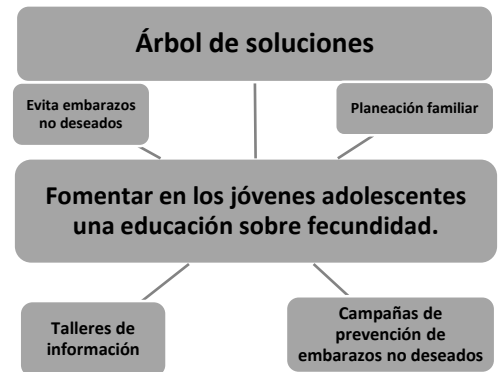 Árbol de soluciones
Evita embarazos
no deseados
Planeación familiar
Fomentar en los jóvenes adolescentes
una educación sobre fecundidad.
Talleres de
información
Campañas de
prevención de
embarazos no deseados